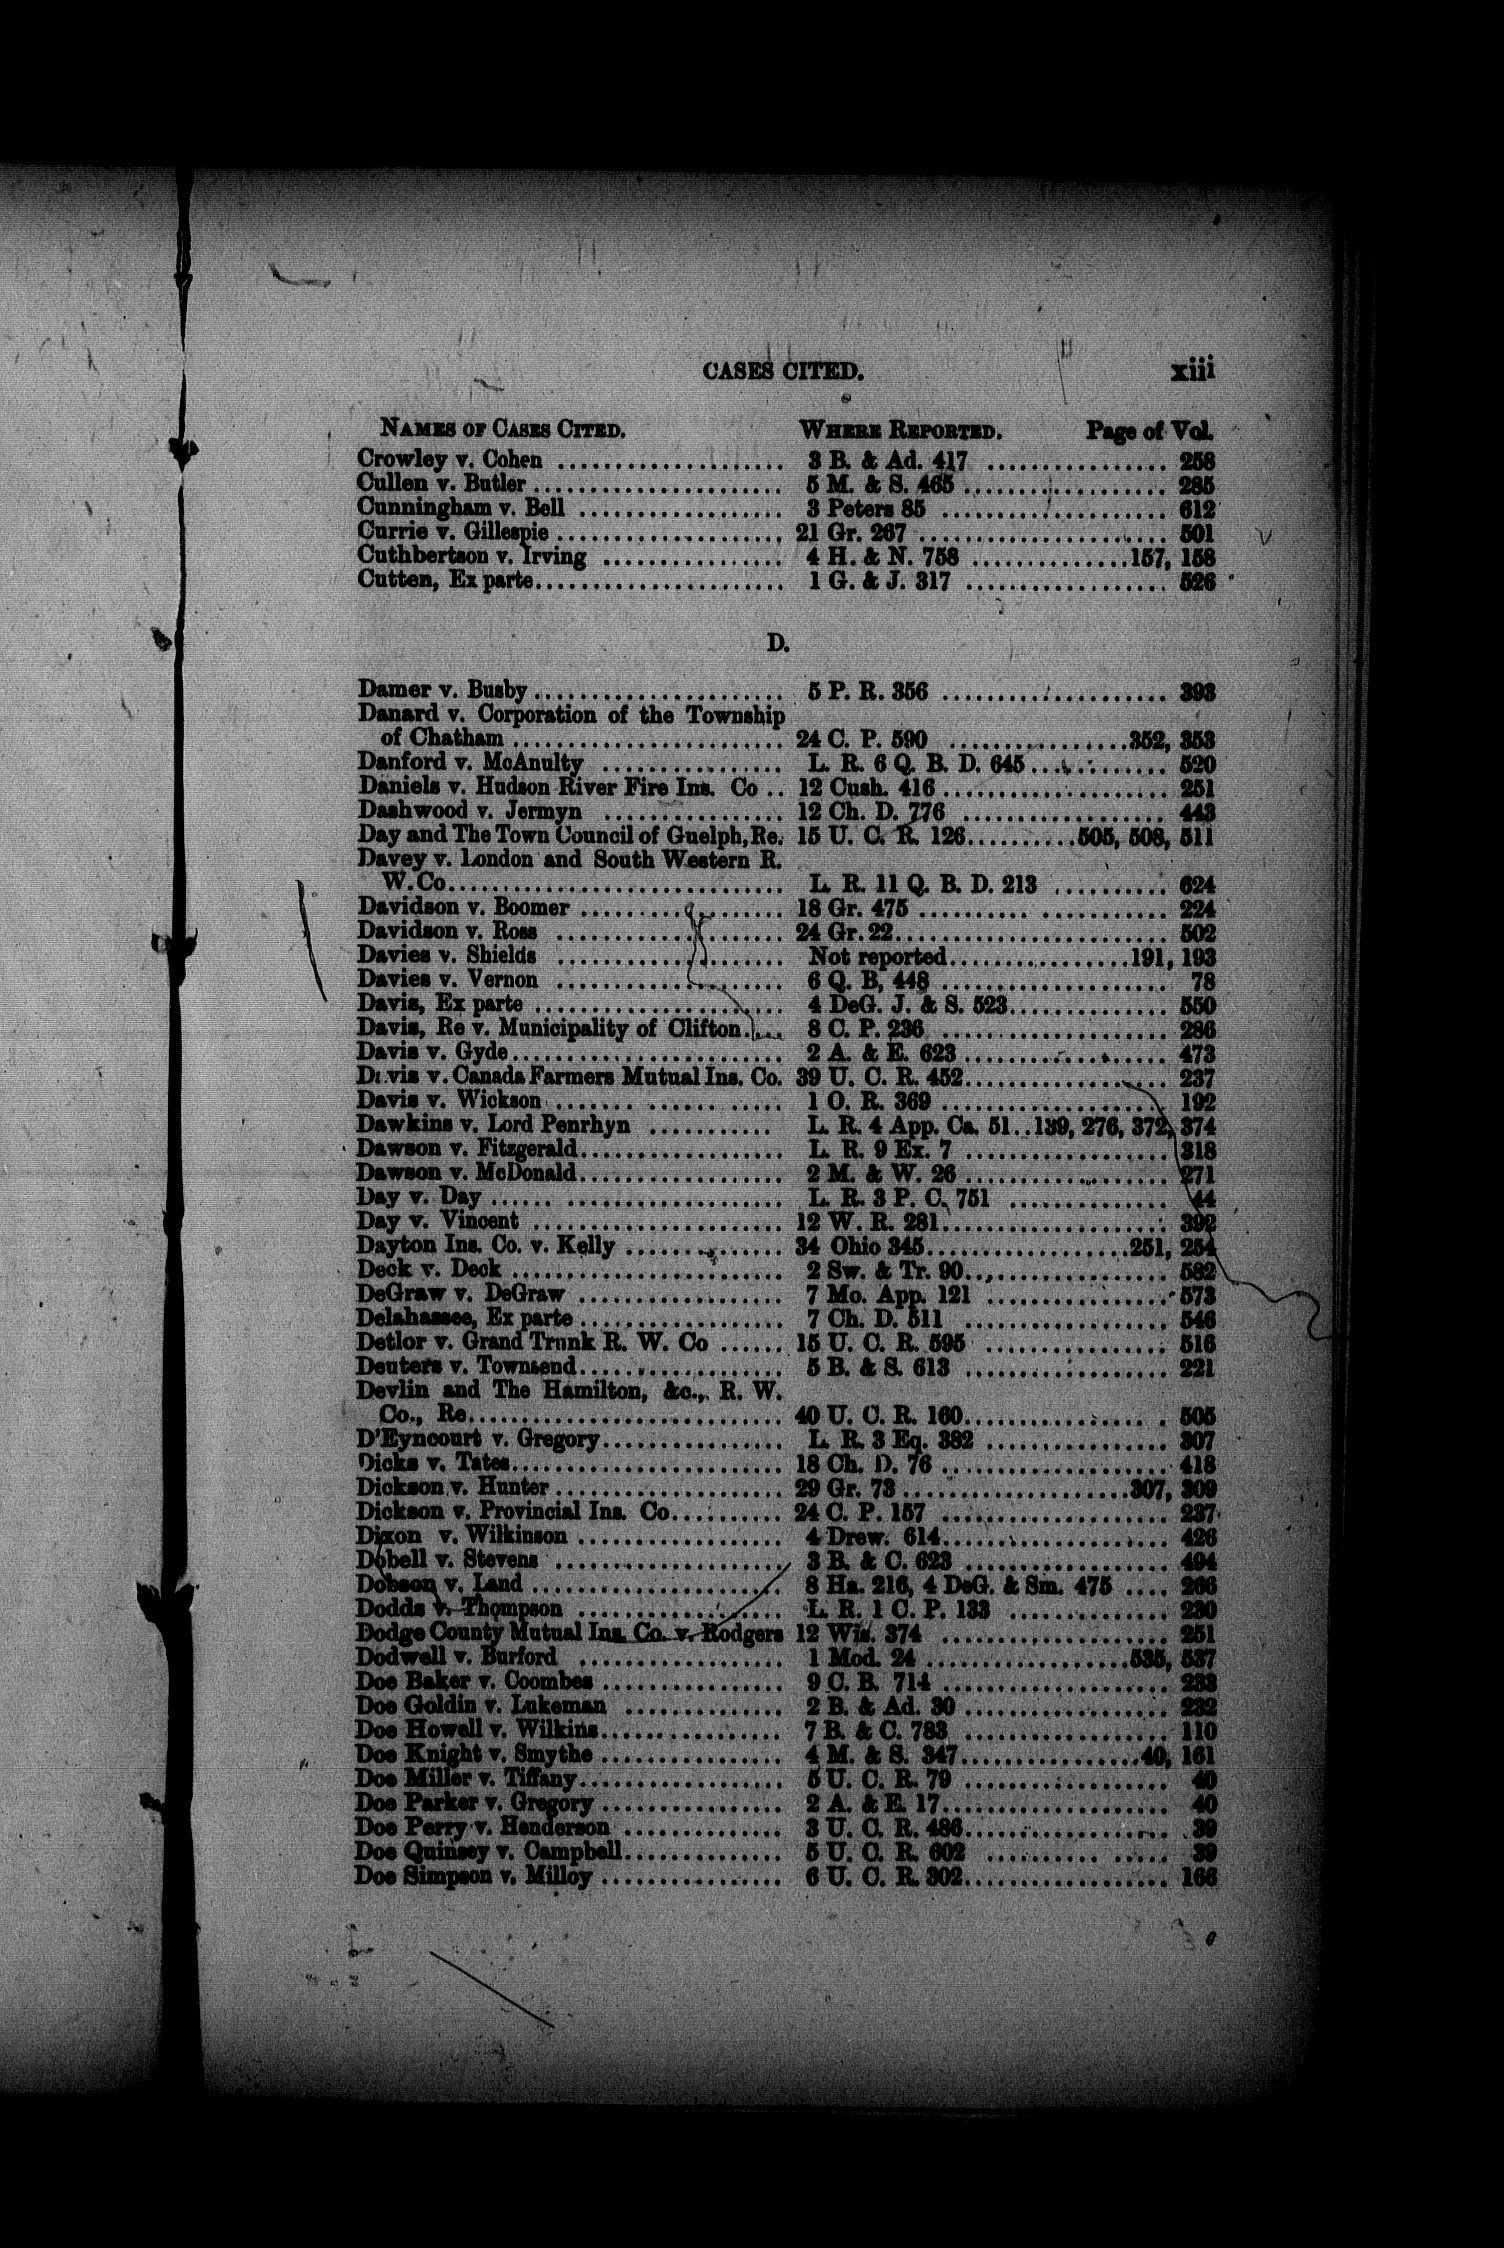 CASES CITED. xiii
NAMES OF CASES CITED. WHERE REPORTED. Page of Vol.
Crowley v. Cohen .................... 3 B. & Ad. 417 ................ 258
Cullen v. Butler ...................... 5 M. & S. 465 .................. 285
Cunningham v. Bell .................. 3 Peters 85 .................... 612
Currie v. Gillespie .................... 21 Gr. 267 ...................... 501
Cuthbertson v. Irving ................ 4 H. & N. 758 .............. 157, 158
Cutten, Ex parte...................... 1 G. & J. 317 .................. 526
D.
Damer v. Busby ...................... 5 P. R. 356 .................... 393
Danard v. Corporation of the Township
of Chatham ........................ 24 C. P. 590 ................ 352, 353
Danford v. McAnulty ................ L. R. 6 Q. B. D. 645 ............ 520
Daniels v. Hudson River Fire Ins. Co .. 12 Cush. 416 .................... 251
Dashwood v. Jermyn ................ 12 Ch. D. 776 .................. 443
Day and The Town Council of Guelph, Re. 15 U. C. R. 126.......... 505, 508, 511
Davey v. London and South Western R.
W. Co.............................. L. R. 11 Q. B. D. 213 .......... 624
Davidson v. Boomer .................. 18 Gr. 475 ...................... 224
Davidson v. Ross .................... 24 Gr. 22........................ 502
Davies v. Shields .................... Not reported................ 191, 193
Davies v. Vernon .................... 6 Q. B, 448 .................... 78
Davis, Ex parte ...................... 4 DeG. J. & S. 523.............. 550
Davis, Re v. Municipality of Clifton.... 8 C. P. 236 .................... 286
Davis v. Gyde........................ 2 A. & E. 623 .................. 473
Davis v. Canada Farmers Mutual Ins. Co. 39 U. C. R. 452.................. 237
Davis v. Wickson .................... 1 O. R. 369 .................... 192
Dawkins v. Lord Penrhyn ........... L. R. 4 App. Ca. 51.. 139, 276, 372, 374
Dawson v. Fitzgerald.................. L. R. 9 Ex. 7 .................. 318
Dawson v. McDonald.................. 2 M. & W. 26 .................. 271
Day v. Day ........................ L. R. 3 P. C. 751 .............. 44
Day v. Vincent ...................... 12 W. R. 281.................... 392
Dayton Ins. Co. v. Kelly .............. 34 Ohio 345.................. 251, 254
Deck v. Deck ........................ 2 Sw. & Tr. 90.................. 582
DeGraw v. DeGraw .................. 7 Mo. App. 121 ................ 573
Delahassee, Ex parte .................. 7 Ch. D. 511 .................. 546
Detlor v. Grand Trunk R. W. Co ...... 15 U. C. R. 595 ................ 516
Deuters v. Townsend.................. 5 B. & S. 613 .................. 221
Devlin and The Hamilton, &c., R. W.
Co., Re............................ 40 U. C. R. 160.................. 505
D'Eyncourt v. Gregory................ L. R. 3 Eq. 382 ................ 307
Dicks v. Tates........................ 18 Ch. D. 76 .................... 418
Dickson v. Hunter .................... 29 Gr. 73 .................... 307, 309
Dickson v. Provincial Ins. Co.......... 24 C. P. 157 .................... 237
Dixon v. Wilkinson .................. 4 Drew. 614.................... 426
Dobell v. Stevens .................... 3 B. & C. 623 .................. 494
Dobson v. Land ...................... 8 Ha. 216, 4 DeG. & Sm. 475 .... 266
Dodds v. Thompson .................. L. R. 1 C. P. 133 .............. 230
Dodge County Mutual Ins. Co. v. Rodgers 12 Wis. 374 .................... 251
Dodwell v. Burford .................. 1 Mod. 24 .................. 535, 537
Doe Baker v. Coombes ................ 9 C. B. 714 .................... 233
Doe Goldin v. Lukeman .............. 2 B. & Ad. 30 .................. 232
Doe Howell v. Wilkins................ 7 B. & C. 783 .................. 110
Doe Knight v. Smythe ................ 4 M. & S. 347................ 40, 161
Doe Miller v. Tiffany.................. 5 U. C. R. 79 .................. 40
Doe Parker v. Gregory ................ 2 A. & E. 17.................... 40
Doe Perry v. Henderson .............. 3 U. C. R. 486.................. 39
Doe Quinsey v. Campbell.............. 5 U. C. R. 602 ................ 39
Doe Simpson v. Milloy ................ 6 U. C. R. 302.................. 166